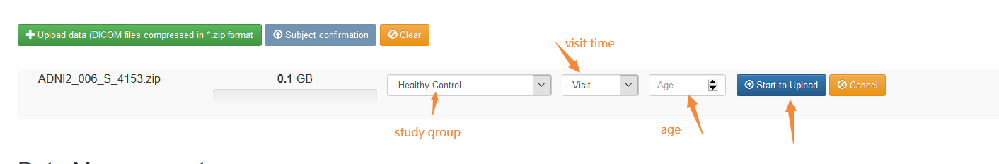 Upload data (DICOM files compressed in *.zip format
Subject confirmation
Clear
visit time
ADNI2_006_S_4153.zip
0.1 GB
Healthy Control
Visit
Age
Start to Upload
Cancel
study group
age